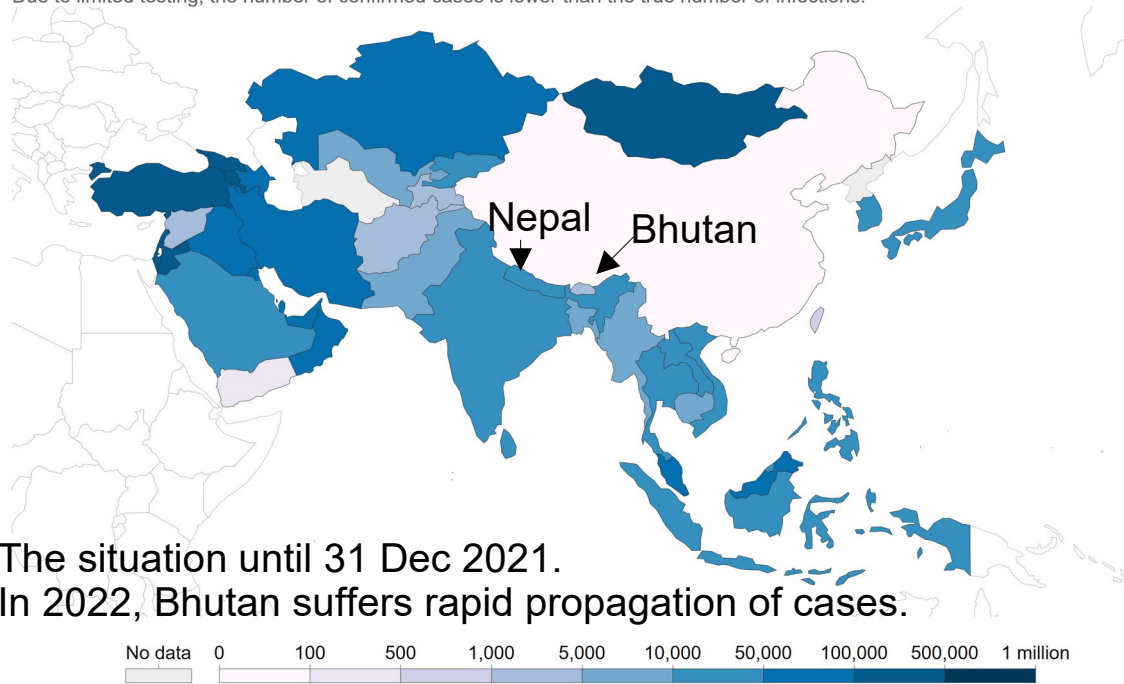 Due to limited testing, the number of confirmed cases is lower than the true number of infections.
Nepal
Bhutan
The situation until 31 Dec 2021.
In 2022, Bhutan suffers rapid propagation of cases.
No data 0 100 500 1,000 5,000 10,000 50,000 100,000 500,000 1 million